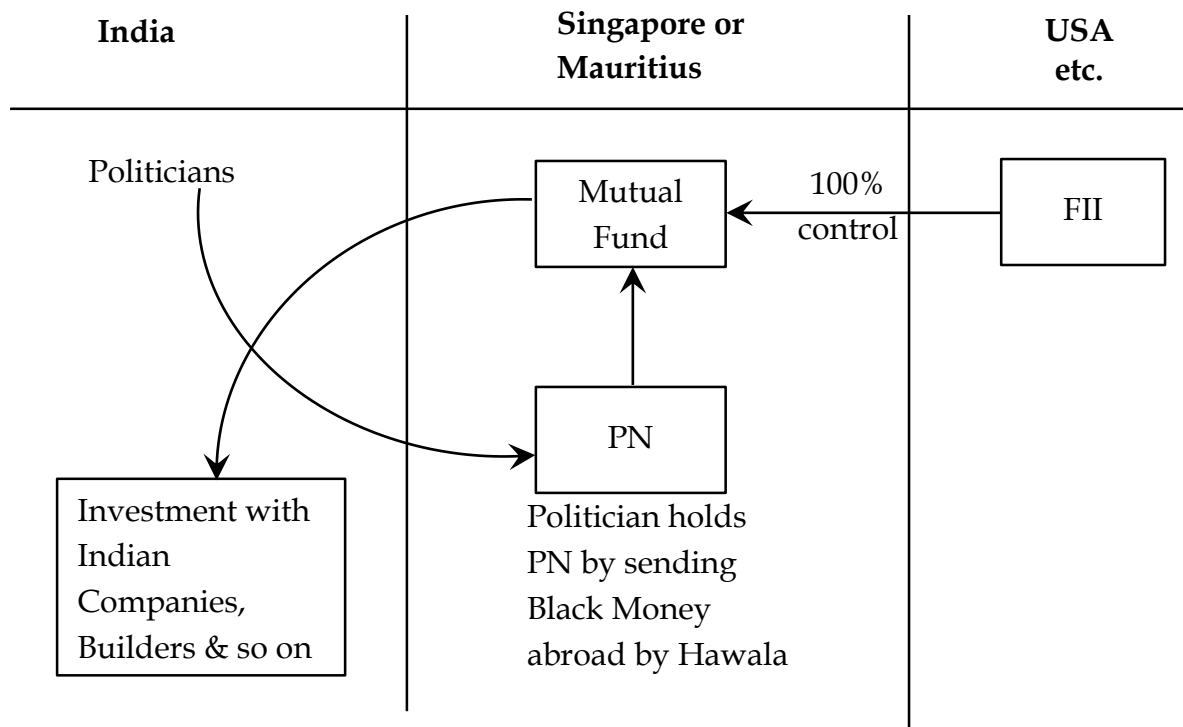 India
Singapore or
Mauritius
USA
etc.
Politicians
Mutual
Fund
100%
control
FII
PN
Investment with
Indian
Companies,
Builders & so on
Politician holds
PN by sending
Black Money
abroad by Hawala